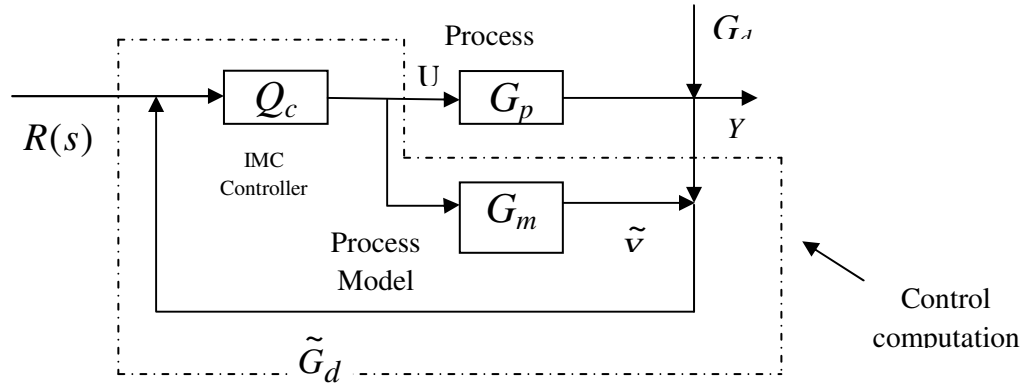 Process
G_d
U
Q_c
G_p
R(s)
Y
IMC
Controller
G_m
Process
Model
ỹ
Control
computation
G̃_d